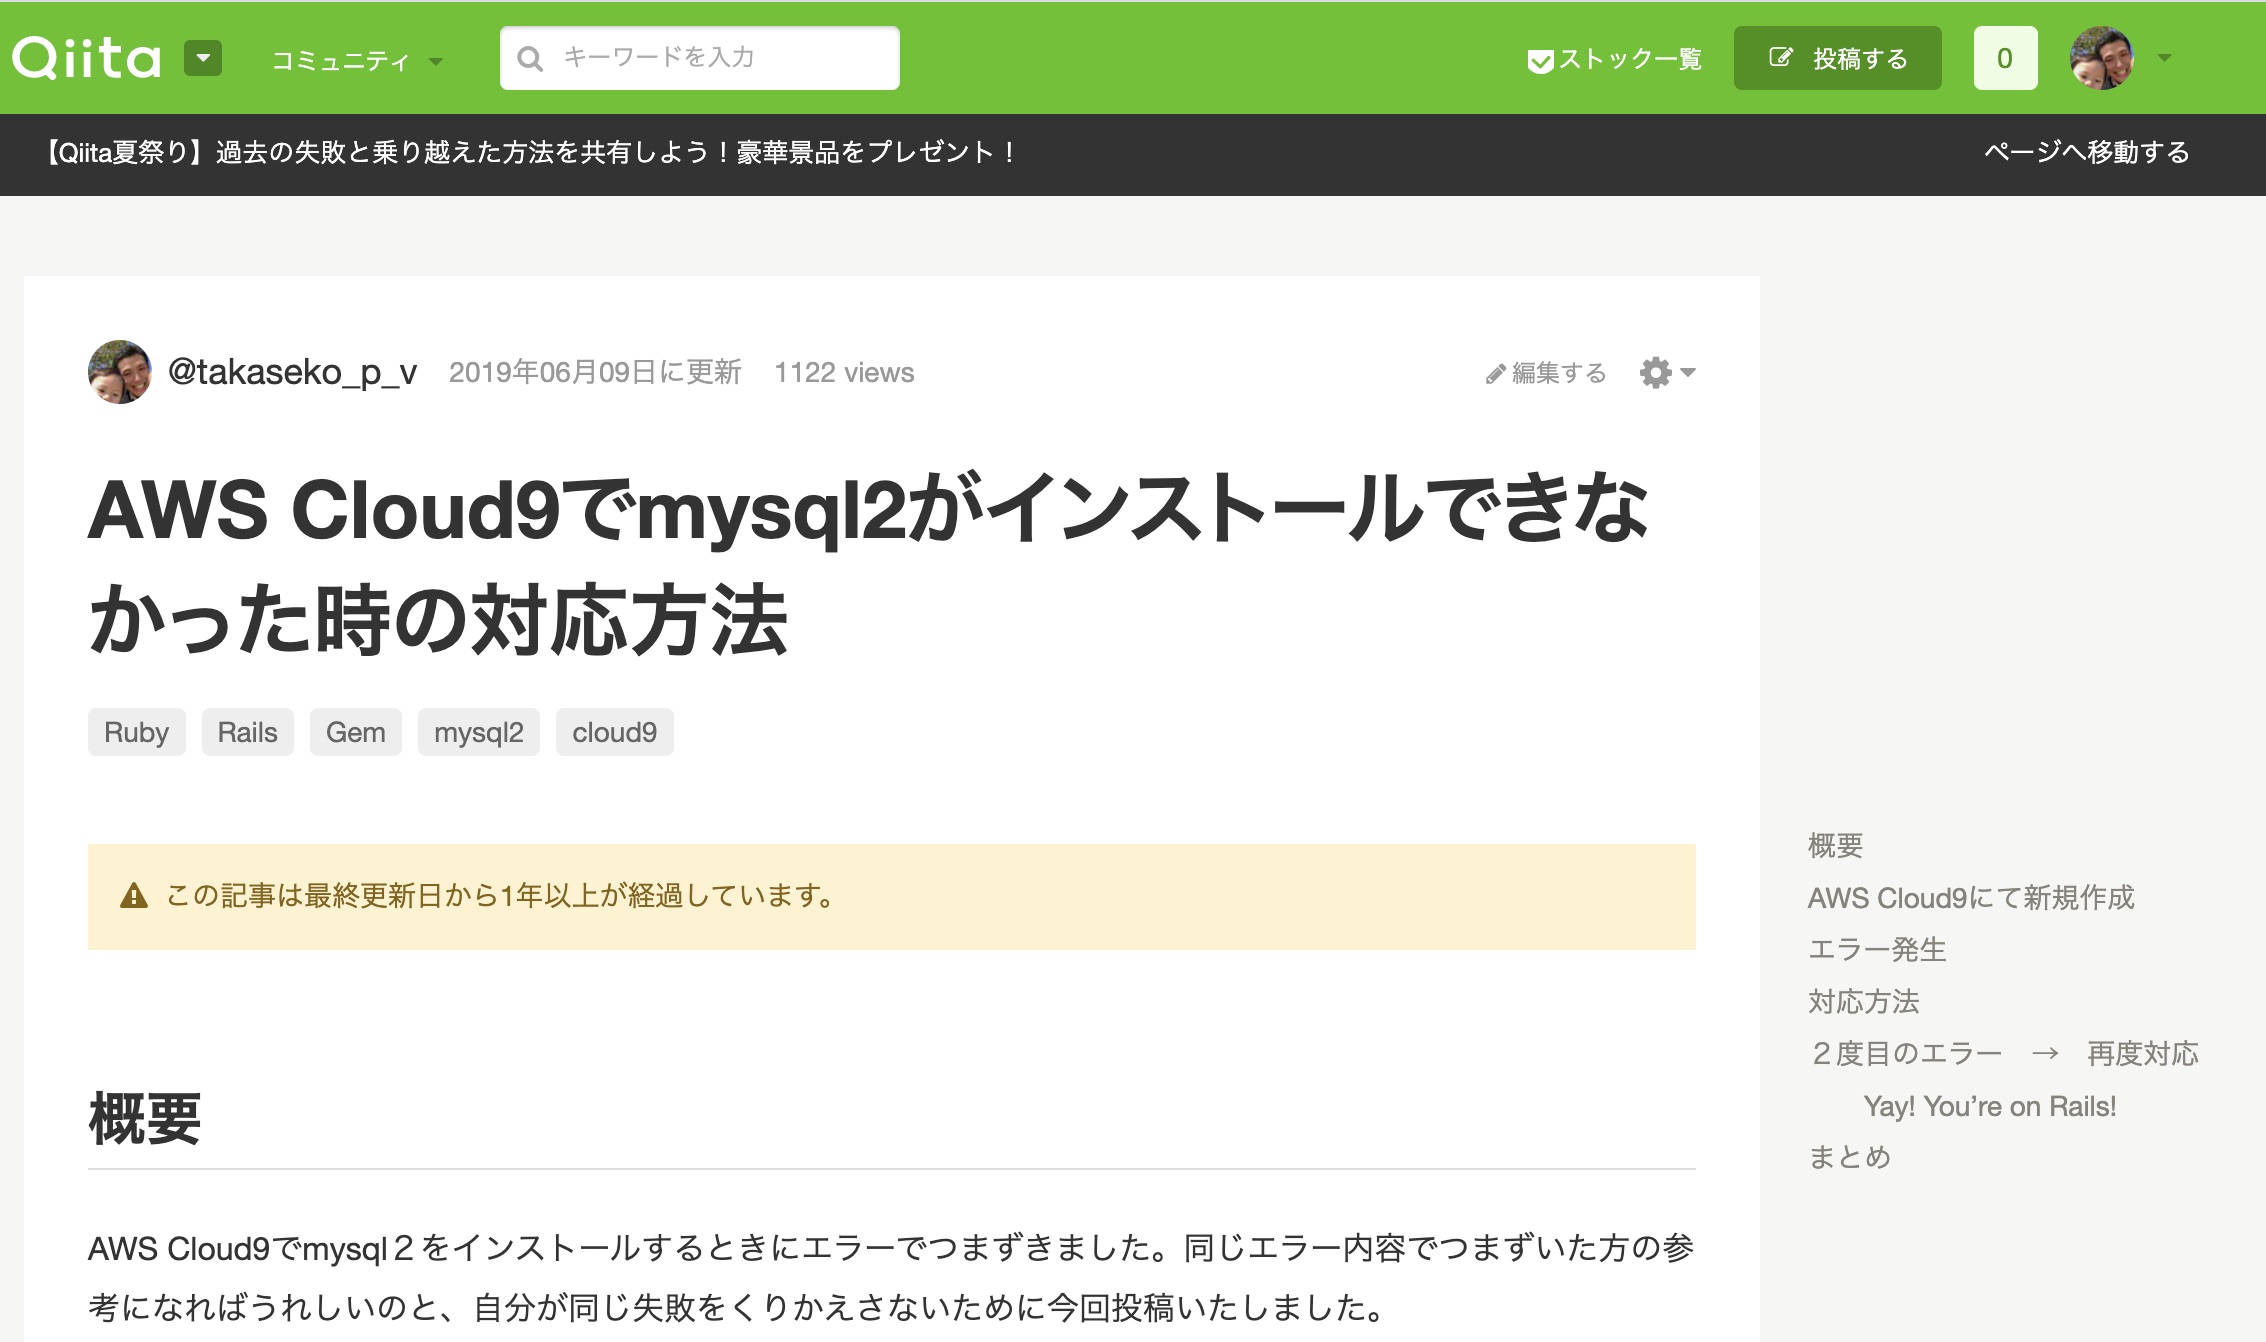 Qiita コミュニティ キーワードを入力 ストック一覧 投稿する 0
【Qiita夏祭り】過去の失敗と乗り越えた方法を共有しよう！豪華景品をプレゼント！ ページへ移動する
@takaseko_p_v 2019年06月09日に更新 1122 views 編集する
AWS Cloud9でmysql2がインストールできな
かった時の対応方法
Ruby Rails Gem mysql2 cloud9
この記事は最終更新日から1年以上が経過しています。
概要
AWS Cloud9でmysql２をインストールするときにエラーでつまずきました。同じエラー内容でつまずいた方の参
考になればうれしいのと、自分が同じ失敗をくりかえさないために今回投稿いたしました。
概要
AWS Cloud9にて新規作成
エラー発生
対応方法
２度目のエラー　→　再度対応
Yay! You’re on Rails!
まとめ